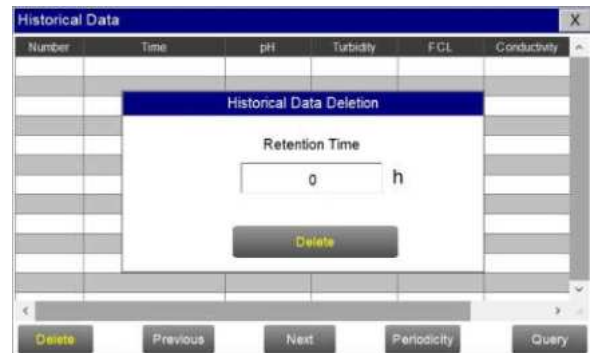 Historical Data X
Number Time pH Turbidity FCL Conductivity
Historical Data Deletion
Retention Time
0 h
Delete
Delete Previous Next Periodicity Query